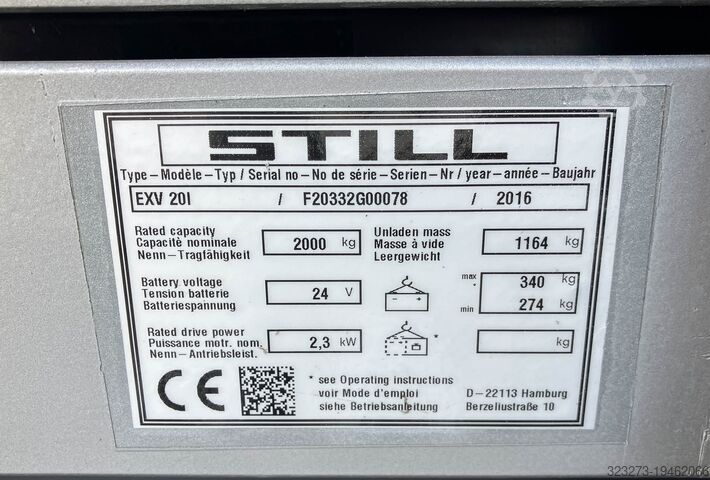 STILL
Type-Modèle-Typ / Serial no-No de série-Serien-Nr / year-année-Baujahr
EXV 20I / F20332G00078 / 2016
Rated capacity
Capacitè nominale
Nenn-Tragfähigkeit
2000 kg
Unladen mass
Masse à vide
Leergewicht
1164 kg
Battery voltage
Tension batterie
Batteriespannung
24 V
- +
max 340 kg
*
min 274 kg
Rated drive power
Puissance motr. nom.
Nenn-Antriebsleist.
2,3 kW
*
kg
CE
* see Operating instructions
voir Mode d'emploi
siehe Betriebsanleitung
D-22113 Hamburg
Berzeliustraße 10
323273-19462066